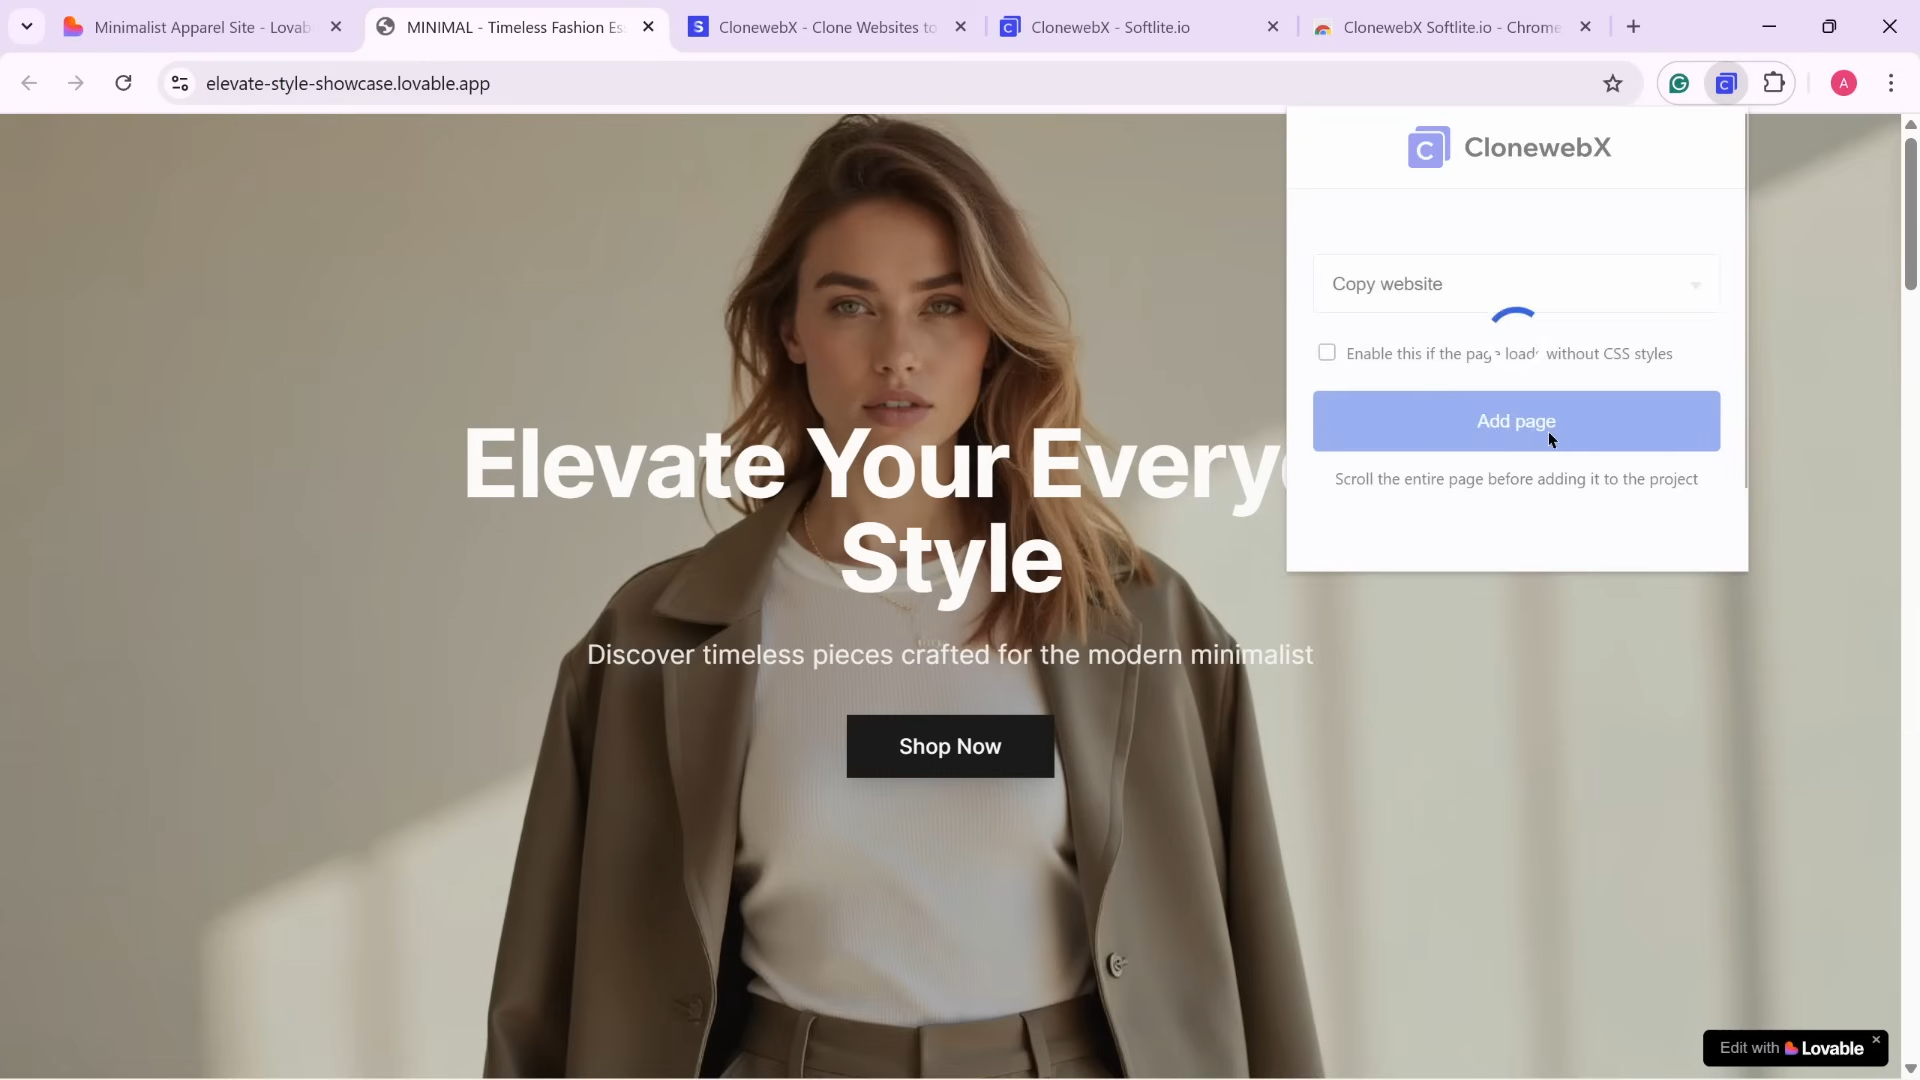 Minimalist Apparel Site - Lovab
MINIMAL - Timeless Fashion Es
S
ClonewebX - Clone Websites to
C
ClonewebX - Softlite.io
ClonewebX Softlite.io - Chrome
elevate-style-showcase.lovable.app
G
C
A
C
ClonewebX
Copy website
Enable this if the page loads without CSS styles
Add page
Scroll the entire page before adding it to the project
Elevate Your Every
Style
Discover timeless pieces crafted for the modern minimalist
Shop Now
Edit with Lovable